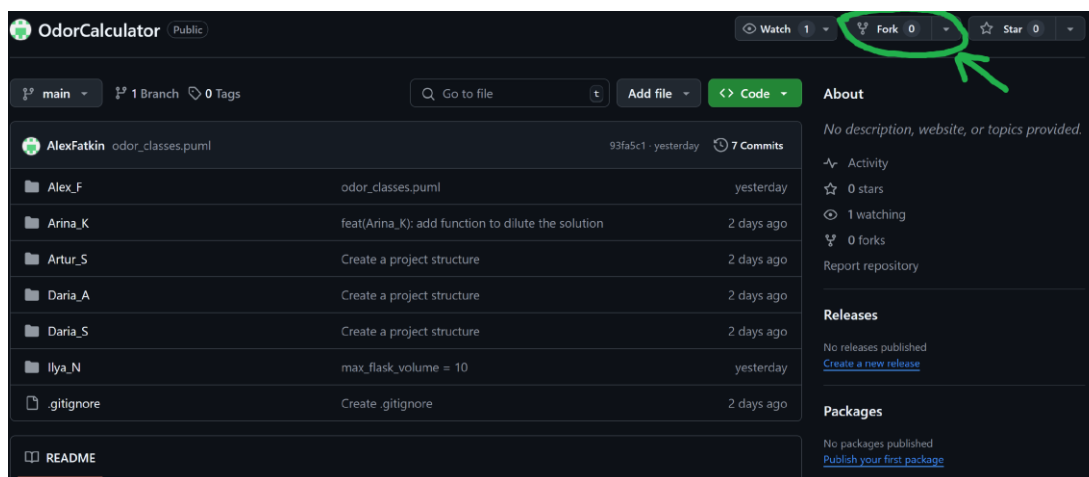 OdorCalculator Public
Watch 1
Fork 0
Star 0
main
1 Branch 0 Tags
Go to file t
Add file
<> Code
AlexFatkin odor_classes.puml 93fa5c1 · yesterday 7 Commits
Alex_F odor_classes.puml yesterday
Arina_K feat(Arina_K): add function to dilute the solution 2 days ago
Artur_S Create a project structure 2 days ago
Daria_A Create a project structure 2 days ago
Daria_S Create a project structure 2 days ago
Ilya_N max_flask_volume = 10 yesterday
.gitignore Create .gitignore 2 days ago
README
About
No description, website, or topics provided.
Activity
0 stars
1 watching
0 forks
Report repository
Releases
No releases published
Create a new release
Packages
No packages published
Publish your first package